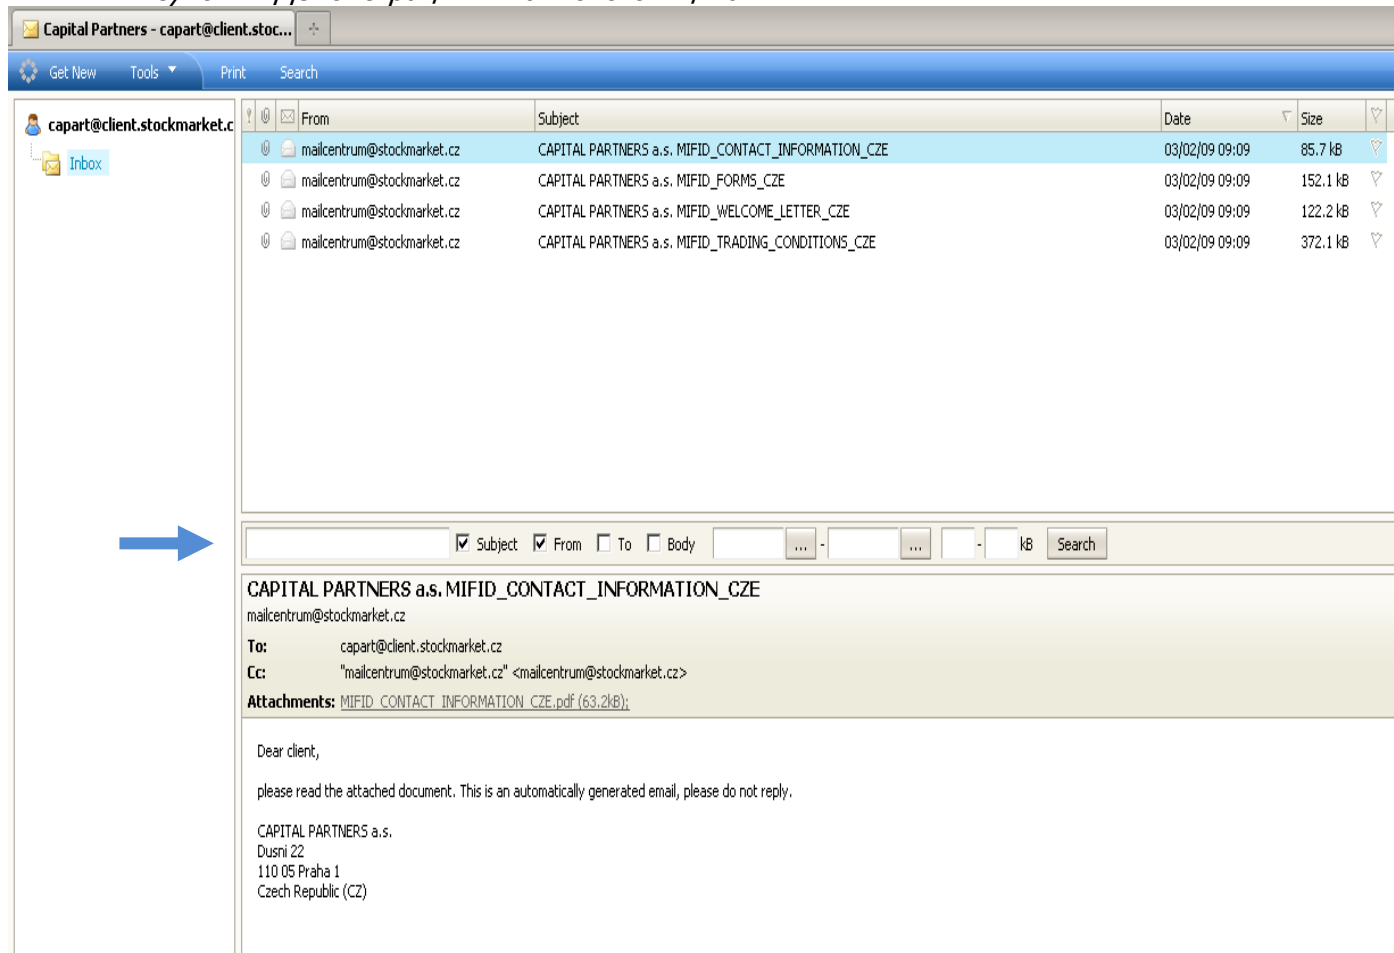 Capital Partners - capart@client.stoc...
Get New Tools Print Search
capart@client.stockmarket.c
Inbox
From Subject Date Size
mailcentrum@stockmarket.cz CAPITAL PARTNERS a.s. MIFID_CONTACT_INFORMATION_CZE 03/02/09 09:09 85.7 kB
mailcentrum@stockmarket.cz CAPITAL PARTNERS a.s. MIFID_FORMS_CZE 03/02/09 09:09 152.1 kB
mailcentrum@stockmarket.cz CAPITAL PARTNERS a.s. MIFID_WELCOME_LETTER_CZE 03/02/09 09:09 122.2 kB
mailcentrum@stockmarket.cz CAPITAL PARTNERS a.s. MIFID_TRADING_CONDITIONS_CZE 03/02/09 09:09 372.1 kB
Subject From To Body ... - ... - kB Search
CAPITAL PARTNERS a.s. MIFID_CONTACT_INFORMATION_CZE
mailcentrum@stockmarket.cz
To: capart@client.stockmarket.cz
Cc: "mailcentrum@stockmarket.cz" <mailcentrum@stockmarket.cz>
Attachments: MIFID_CONTACT_INFORMATION_CZE.pdf (63.2kB);
Dear client,
please read the attached document. This is an automatically generated email, please do not reply.
CAPITAL PARTNERS a.s.
Dusni 22
110 05 Praha 1
Czech Republic (CZ)